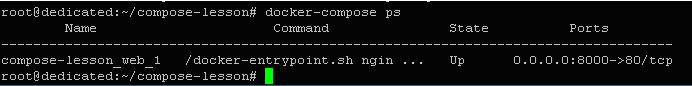 root@dedicated:~/compose-lesson# docker-compose ps
Name Command State Ports
--------------------------------------------------------------------------------
compose-lesson_web_1 /docker-entrypoint.sh ngin ... Up 0.0.0.0:8000->80/tcp
root@dedicated:~/compose-lesson#